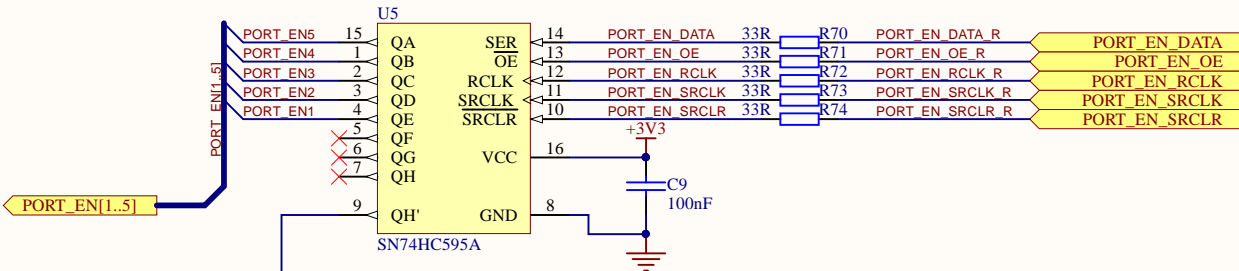 U5
PORT_EN5 15 QA SER 14 PORT_EN_DATA 33R R70 PORT_EN_DATA_R PORT_EN_DATA
PORT_EN4 1 QB OE 13 PORT_EN_OE 33R R71 PORT_EN_OE_R PORT_EN_OE
PORT_EN3 2 QC RCLK 12 PORT_EN_RCLK 33R R72 PORT_EN_RCLK_R PORT_EN_RCLK
PORT_EN2 3 QD SRCLK 11 PORT_EN_SRCLK 33R R73 PORT_EN_SRCLK_R PORT_EN_SRCLK
PORT_EN1 4 QE SRCLR 10 PORT_EN_SRCLR 33R R74 PORT_EN_SRCLR_R PORT_EN_SRCLR
PORT_EN[1..5]
5 QF
+3V3
6 QG VCC 16
7 QH
C9
100nF
PORT_EN[1..5]
9 QH' GND 8
SN74HC595A